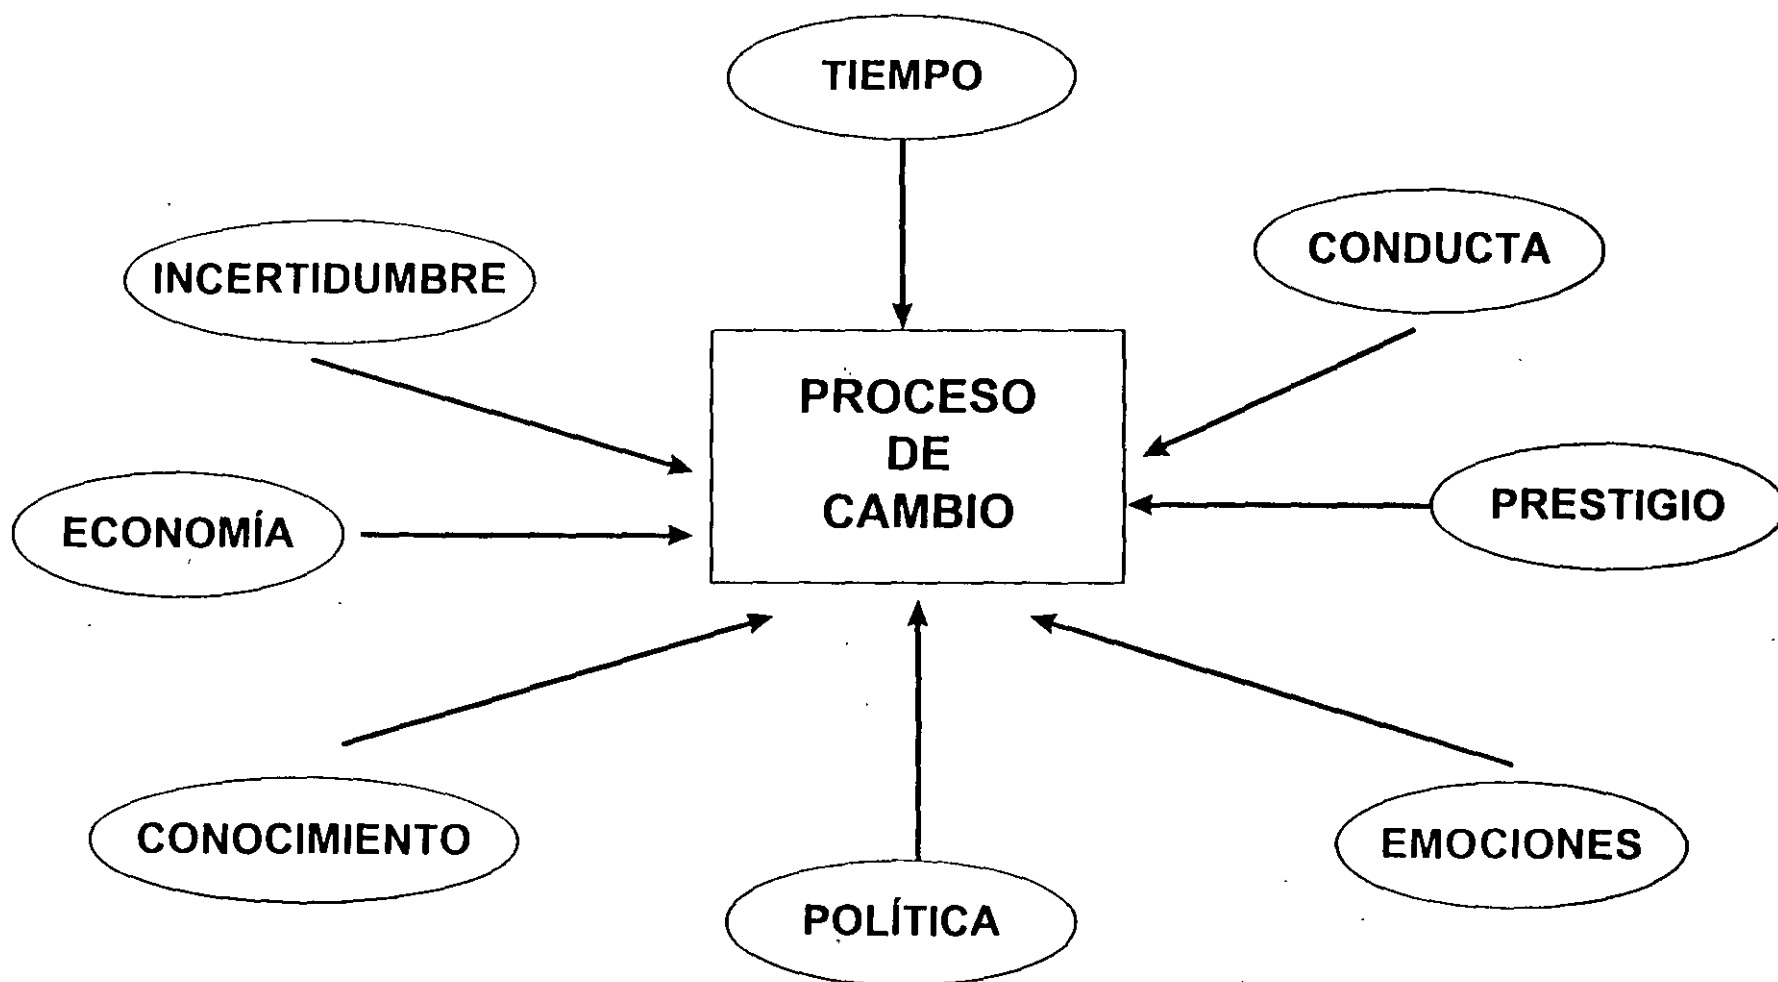 TIEMPO
CONDUCTA
INCERTIDUMBRE
PROCESO
DE
CAMBIO
PRESTIGIO
ECONOMÍA
CONOCIMIENTO
EMOCIONES
POLÍTICA